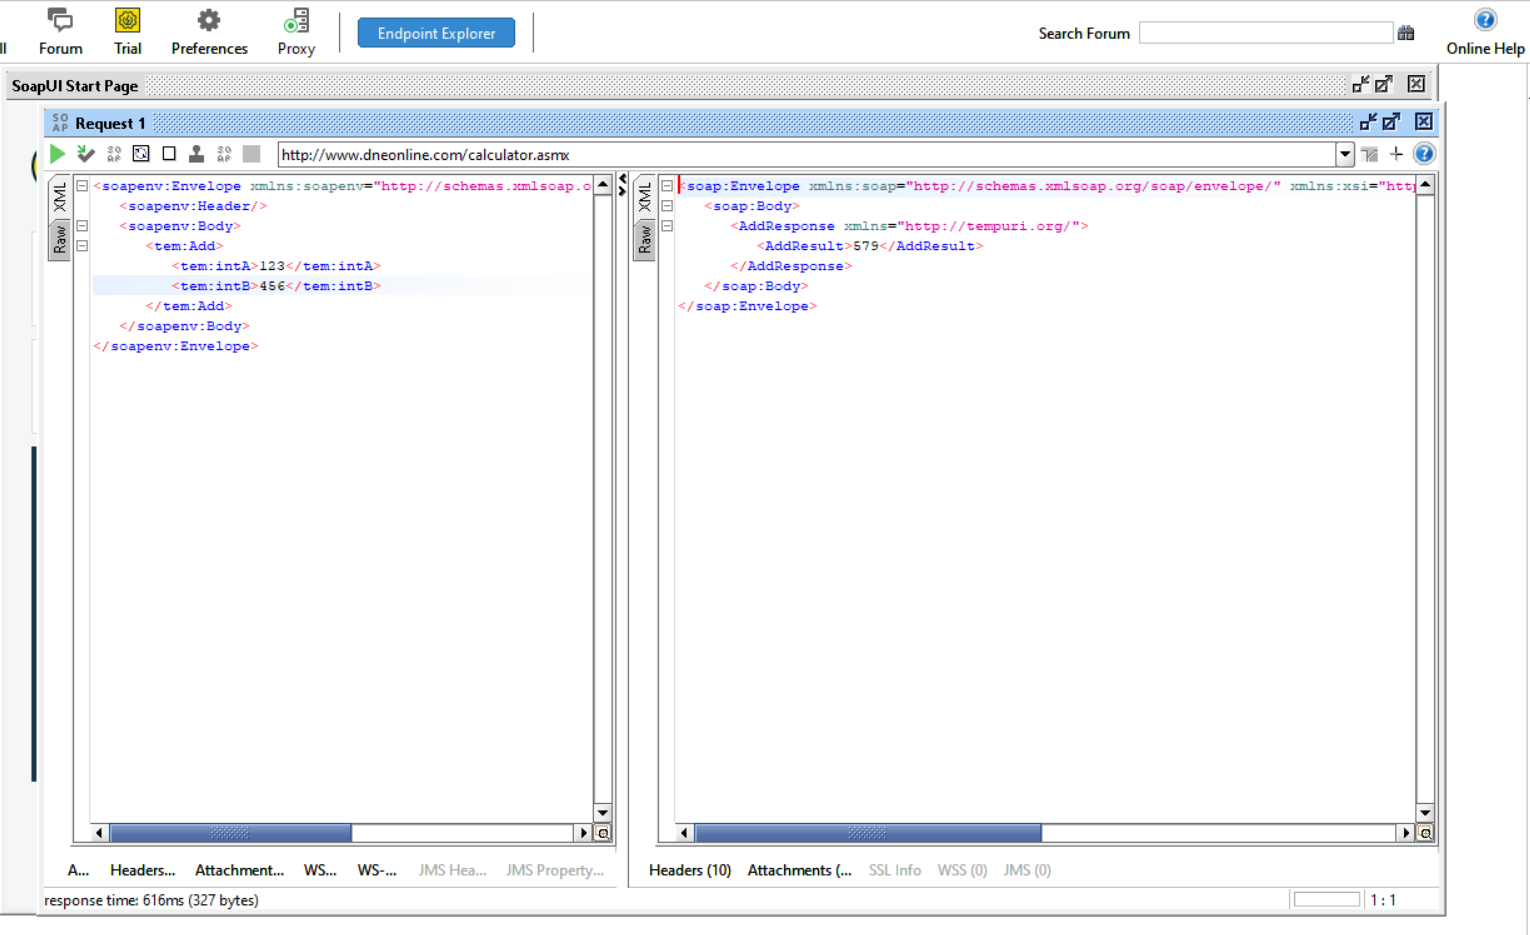 ll Forum Trial Preferences Proxy Endpoint Explorer Search Forum Online Help
SoapUI Start Page
SO AP Request 1
http://www.dneonline.com/calculator.asmx
XML
Raw
<soapenv:Envelope xmlns:soapenv="http://schemas.xmlsoap.o
<soapenv:Header/>
<soapenv:Body>
<tem:Add>
<tem:intA>123</tem:intA>
<tem:intB>456</tem:intB>
</tem:Add>
</soapenv:Body>
</soapenv:Envelope>
XML
Raw
<soap:Envelope xmlns:soap="http://schemas.xmlsoap.org/soap/envelope/" xmlns:xsi="http
<soap:Body>
<AddResponse xmlns="http://tempuri.org/">
<AddResult>579</AddResult>
</AddResponse>
</soap:Body>
</soap:Envelope>
A... Headers... Attachment... WS... WS-... JMS Hea... JMS Property...
Headers (10) Attachments (... SSL Info WSS (0) JMS (0)
response time: 616ms (327 bytes)
1 : 1